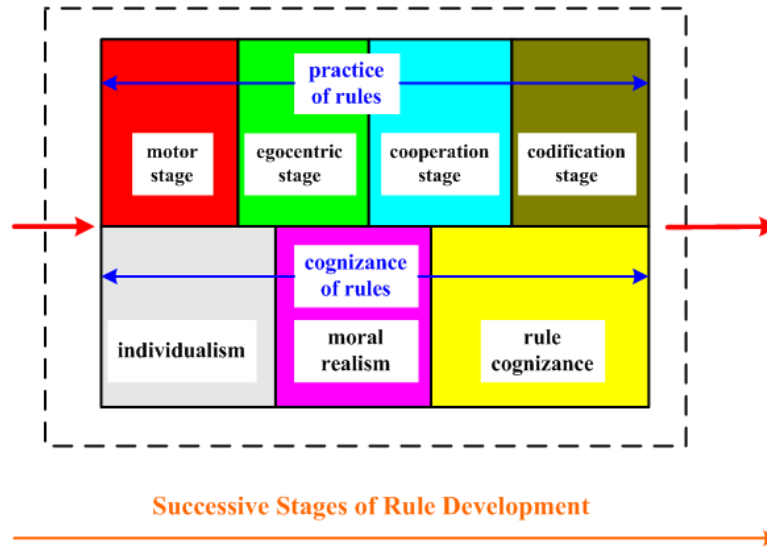 practice
of rules
motor
stage
egocentric
stage
cooperation
stage
codification
stage
cognizance
of rules
individualism
moral
realism
rule
cognizance
Successive Stages of Rule Development